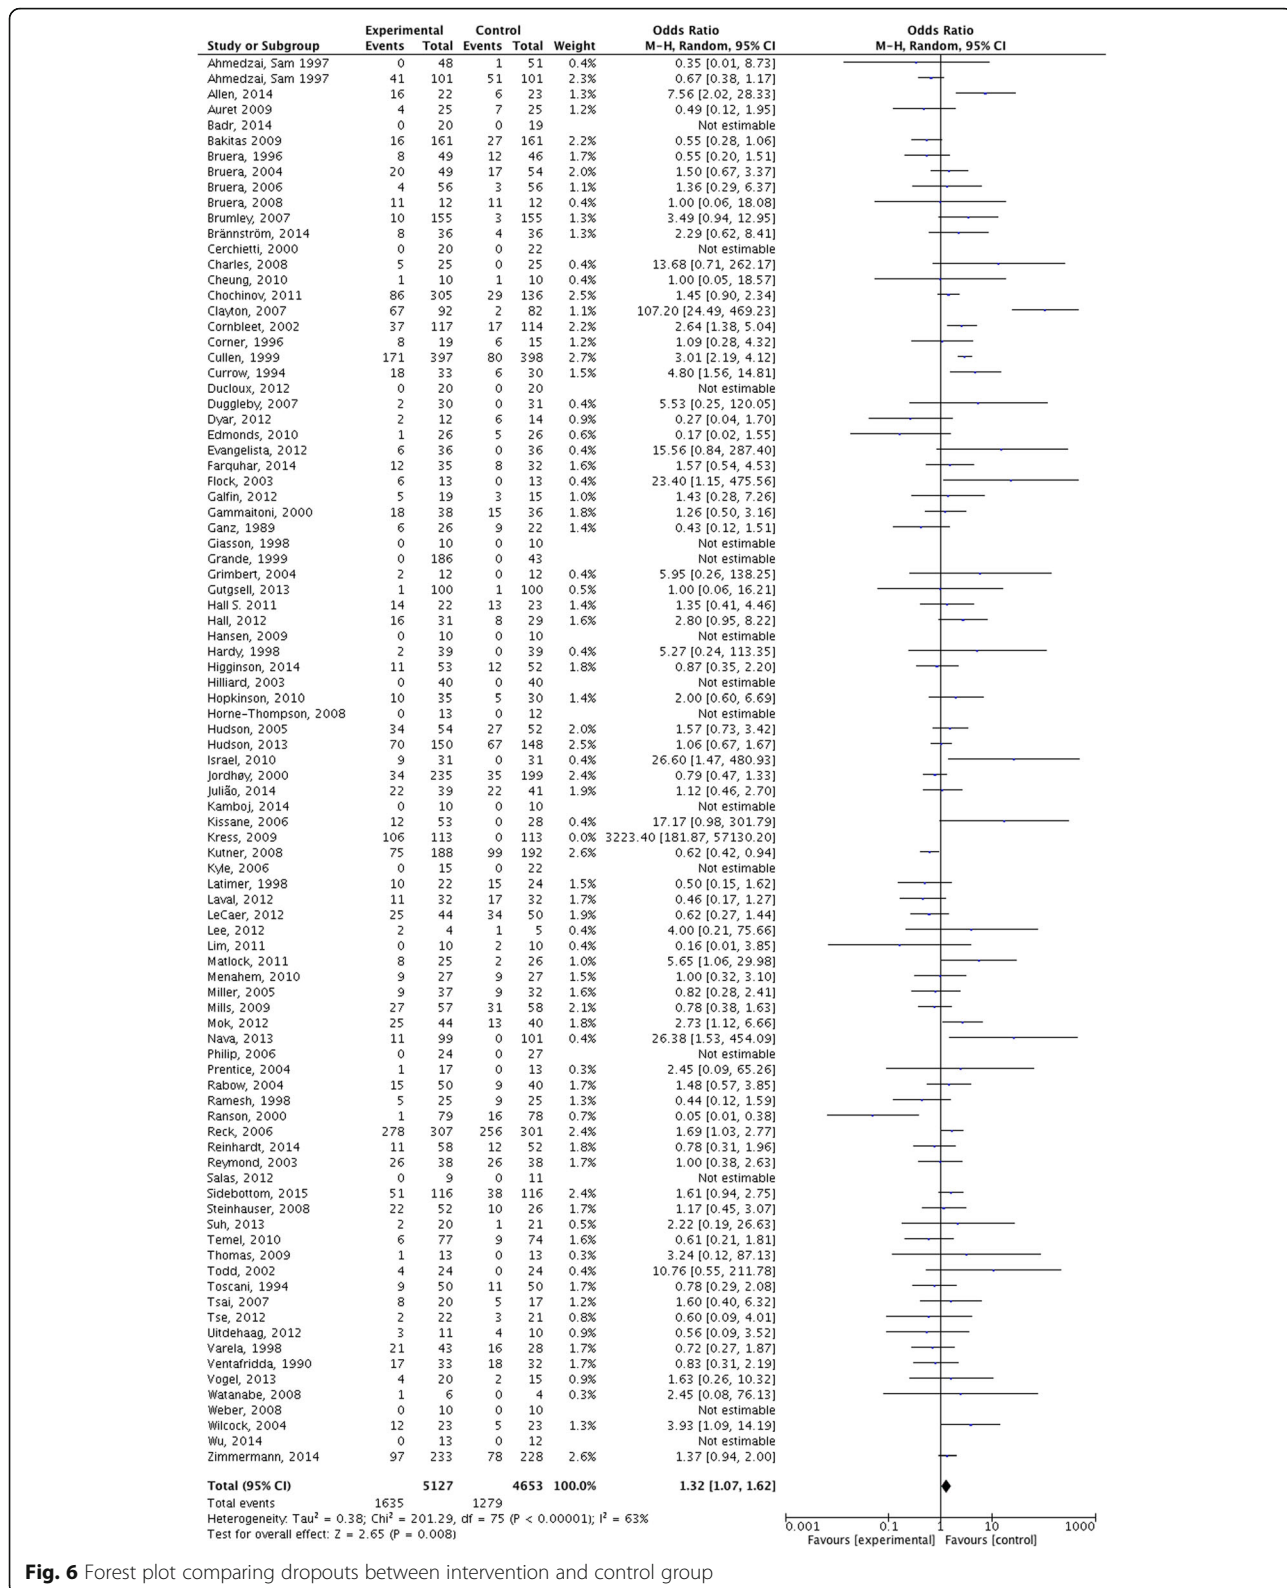 Experimental Control Odds Ratio Odds Ratio
Study or Subgroup Events Total Events Total Weight M-H, Random, 95% CI M-H, Random, 95% CI
Ahmedzai, Sam 1997 0 48 1 51 0.4% 0.35 [0.01, 8.73]
Ahmedzai, Sam 1997 41 101 51 101 2.3% 0.67 [0.38, 1.17]
Allen, 2014 16 22 6 23 1.3% 7.56 [2.02, 28.33]
Auret 2009 4 25 7 25 1.2% 0.49 [0.12, 1.95]
Badr, 2014 0 20 0 19 Not estimable
Bakitas 2009 16 161 27 161 2.2% 0.55 [0.28, 1.06]
Bruera, 1996 8 49 12 46 1.7% 0.55 [0.20, 1.51]
Bruera, 2004 20 49 17 54 2.0% 1.50 [0.67, 3.37]
Bruera, 2006 4 56 3 56 1.1% 1.36 [0.29, 6.37]
Bruera, 2008 11 12 11 12 0.4% 1.00 [0.06, 18.08]
Brumley, 2007 10 155 3 155 1.3% 3.49 [0.94, 12.95]
Brännström, 2014 8 36 4 36 1.3% 2.29 [0.62, 8.41]
Cerchietti, 2000 0 20 0 22 Not estimable
Charles, 2008 5 25 0 25 0.4% 13.68 [0.71, 262.17]
Cheung, 2010 1 10 1 10 0.4% 1.00 [0.05, 18.57]
Chochinov, 2011 86 305 29 136 2.5% 1.45 [0.90, 2.34]
Clayton, 2007 67 92 2 82 1.1% 107.20 [24.49, 469.23]
Cornbleet, 2002 37 117 17 114 2.2% 2.64 [1.38, 5.04]
Corner, 1996 8 19 6 15 1.2% 1.09 [0.28, 4.32]
Cullen, 1999 171 397 80 398 2.7% 3.01 [2.19, 4.12]
Currow, 1994 18 33 6 30 1.5% 4.80 [1.56, 14.81]
Ducloux, 2012 0 20 0 20 Not estimable
Duggleby, 2007 2 30 0 31 0.4% 5.53 [0.25, 120.05]
Dyar, 2012 2 12 6 14 0.9% 0.27 [0.04, 1.70]
Edmonds, 2010 1 26 5 26 0.6% 0.17 [0.02, 1.55]
Evangelista, 2012 6 36 0 36 0.4% 15.56 [0.84, 287.40]
Farquhar, 2014 12 35 8 32 1.6% 1.57 [0.54, 4.53]
Flock, 2003 6 13 0 13 0.4% 23.40 [1.15, 475.56]
Galfin, 2012 5 19 3 15 1.0% 1.43 [0.28, 7.26]
Gammaitoni, 2000 18 38 15 36 1.8% 1.26 [0.50, 3.16]
Ganz, 1989 6 26 9 22 1.4% 0.43 [0.12, 1.51]
Giasson, 1998 0 10 0 10 Not estimable
Grande, 1999 0 186 0 43 Not estimable
Grimbert, 2004 2 12 0 12 0.4% 5.95 [0.26, 138.25]
Gutgsell, 2013 1 100 1 100 0.5% 1.00 [0.06, 16.21]
Hall S. 2011 14 22 13 23 1.4% 1.35 [0.41, 4.46]
Hall, 2012 16 31 8 29 1.6% 2.80 [0.95, 8.22]
Hansen, 2009 0 10 0 10 Not estimable
Hardy, 1998 2 39 0 39 0.4% 5.27 [0.24, 113.35]
Higginson, 2014 11 53 12 52 1.8% 0.87 [0.35, 2.20]
Hilliard, 2003 0 40 0 40 Not estimable
Hopkinson, 2010 10 35 5 30 1.4% 2.00 [0.60, 6.69]
Horne-Thompson, 2008 0 13 0 12 Not estimable
Hudson, 2005 34 54 27 52 2.0% 1.57 [0.73, 3.42]
Hudson, 2013 70 150 67 148 2.5% 1.06 [0.67, 1.67]
Israel, 2010 9 31 0 31 0.4% 26.60 [1.47, 480.93]
Jordhøy, 2000 34 235 35 199 2.4% 0.79 [0.47, 1.33]
Julião, 2014 22 39 22 41 1.9% 1.12 [0.46, 2.70]
Kamboj, 2014 0 10 0 10 Not estimable
Kissane, 2006 12 53 0 28 0.4% 17.17 [0.98, 301.79]
Kress, 2009 106 113 0 113 0.0% 3223.40 [181.87, 57130.20]
Kutner, 2008 75 188 99 192 2.6% 0.62 [0.42, 0.94]
Kyle, 2006 0 15 0 22 Not estimable
Latimer, 1998 10 22 15 24 1.5% 0.50 [0.15, 1.62]
Laval, 2012 11 32 17 32 1.7% 0.46 [0.17, 1.27]
LeCaer, 2012 25 44 34 50 1.9% 0.62 [0.27, 1.44]
Lee, 2012 2 4 1 5 0.4% 4.00 [0.21, 75.66]
Lim, 2011 0 10 2 10 0.4% 0.16 [0.01, 3.85]
Matlock, 2011 8 25 2 26 1.0% 5.65 [1.06, 29.98]
Menahem, 2010 9 27 9 27 1.5% 1.00 [0.32, 3.10]
Miller, 2005 9 37 9 32 1.6% 0.82 [0.28, 2.41]
Mills, 2009 27 57 31 58 2.1% 0.78 [0.38, 1.63]
Mok, 2012 25 44 13 40 1.8% 2.73 [1.12, 6.66]
Nava, 2013 11 99 0 101 0.4% 26.38 [1.53, 454.09]
Philip, 2006 0 24 0 27 Not estimable
Prentice, 2004 1 17 0 13 0.3% 2.45 [0.09, 65.26]
Rabow, 2004 15 50 9 40 1.7% 1.48 [0.57, 3.85]
Ramesh, 1998 5 25 9 25 1.3% 0.44 [0.12, 1.59]
Ranson, 2000 1 79 16 78 0.7% 0.05 [0.01, 0.38]
Reck, 2006 278 307 256 301 2.4% 1.69 [1.03, 2.77]
Reinhardt, 2014 11 58 12 52 1.8% 0.78 [0.31, 1.96]
Reymond, 2003 26 38 26 38 1.7% 1.00 [0.38, 2.63]
Salas, 2012 0 9 0 11 Not estimable
Sidebottom, 2015 51 116 38 116 2.4% 1.61 [0.94, 2.75]
Steinhauser, 2008 22 52 10 26 1.7% 1.17 [0.45, 3.07]
Suh, 2013 2 20 1 21 0.5% 2.22 [0.19, 26.63]
Temel, 2010 6 77 9 74 1.6% 0.61 [0.21, 1.81]
Thomas, 2009 1 13 0 13 0.3% 3.24 [0.12, 87.13]
Todd, 2002 4 24 0 24 0.4% 10.76 [0.55, 211.78]
Toscani, 1994 9 50 11 50 1.7% 0.78 [0.29, 2.08]
Tsai, 2007 8 20 5 17 1.2% 1.60 [0.40, 6.32]
Tse, 2012 2 22 3 21 0.8% 0.60 [0.09, 4.01]
Uitdehaag, 2012 3 11 4 10 0.9% 0.56 [0.09, 3.52]
Varela, 1998 21 43 16 28 1.7% 0.72 [0.27, 1.87]
Ventafridda, 1990 17 33 18 32 1.7% 0.83 [0.31, 2.19]
Vogel, 2013 4 20 2 15 0.9% 1.63 [0.26, 10.32]
Watanabe, 2008 1 6 0 4 0.3% 2.45 [0.08, 76.13]
Weber, 2008 0 10 0 10 Not estimable
Wilcock, 2004 12 23 5 23 1.3% 3.93 [1.09, 14.19]
Wu, 2014 0 13 0 12 Not estimable
Zimmermann, 2014 97 233 78 228 2.6% 1.37 [0.94, 2.00]
Total (95% CI) 5127 4653 100.0% 1.32 [1.07, 1.62]
Total events 1635 1279
Heterogeneity: Tau² = 0.38; Chi² = 201.29, df = 75 (P < 0.00001); I² = 63%
Test for overall effect: Z = 2.65 (P = 0.008)
0.001 0.1 1 10 1000
Favours [experimental] Favours [control]
Fig. 6 Forest plot comparing dropouts between intervention and control group